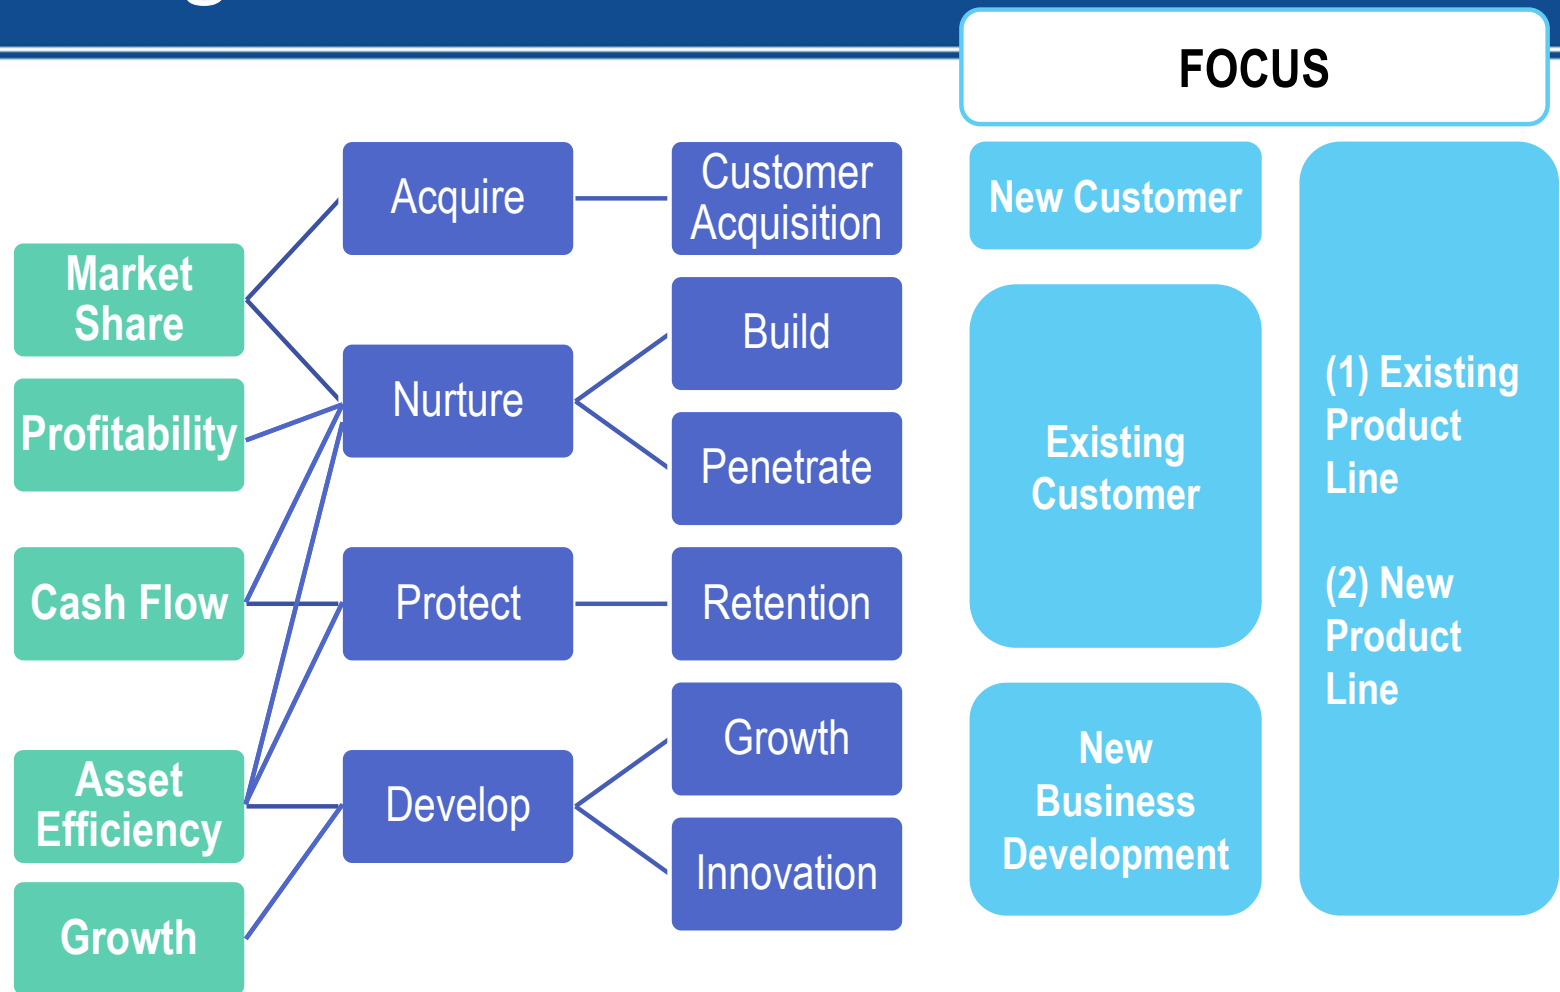 FOCUS
Acquire
Customer
Acquisition
New Customer
Market
Share
Build
Nurture
Profitability
Penetrate
Existing
Customer
(1) Existing
Product
Line
Cash Flow
Protect
Retention
(2) New
Product
Line
Growth
Asset
Efficiency
Develop
New
Business
Development
Innovation
Growth